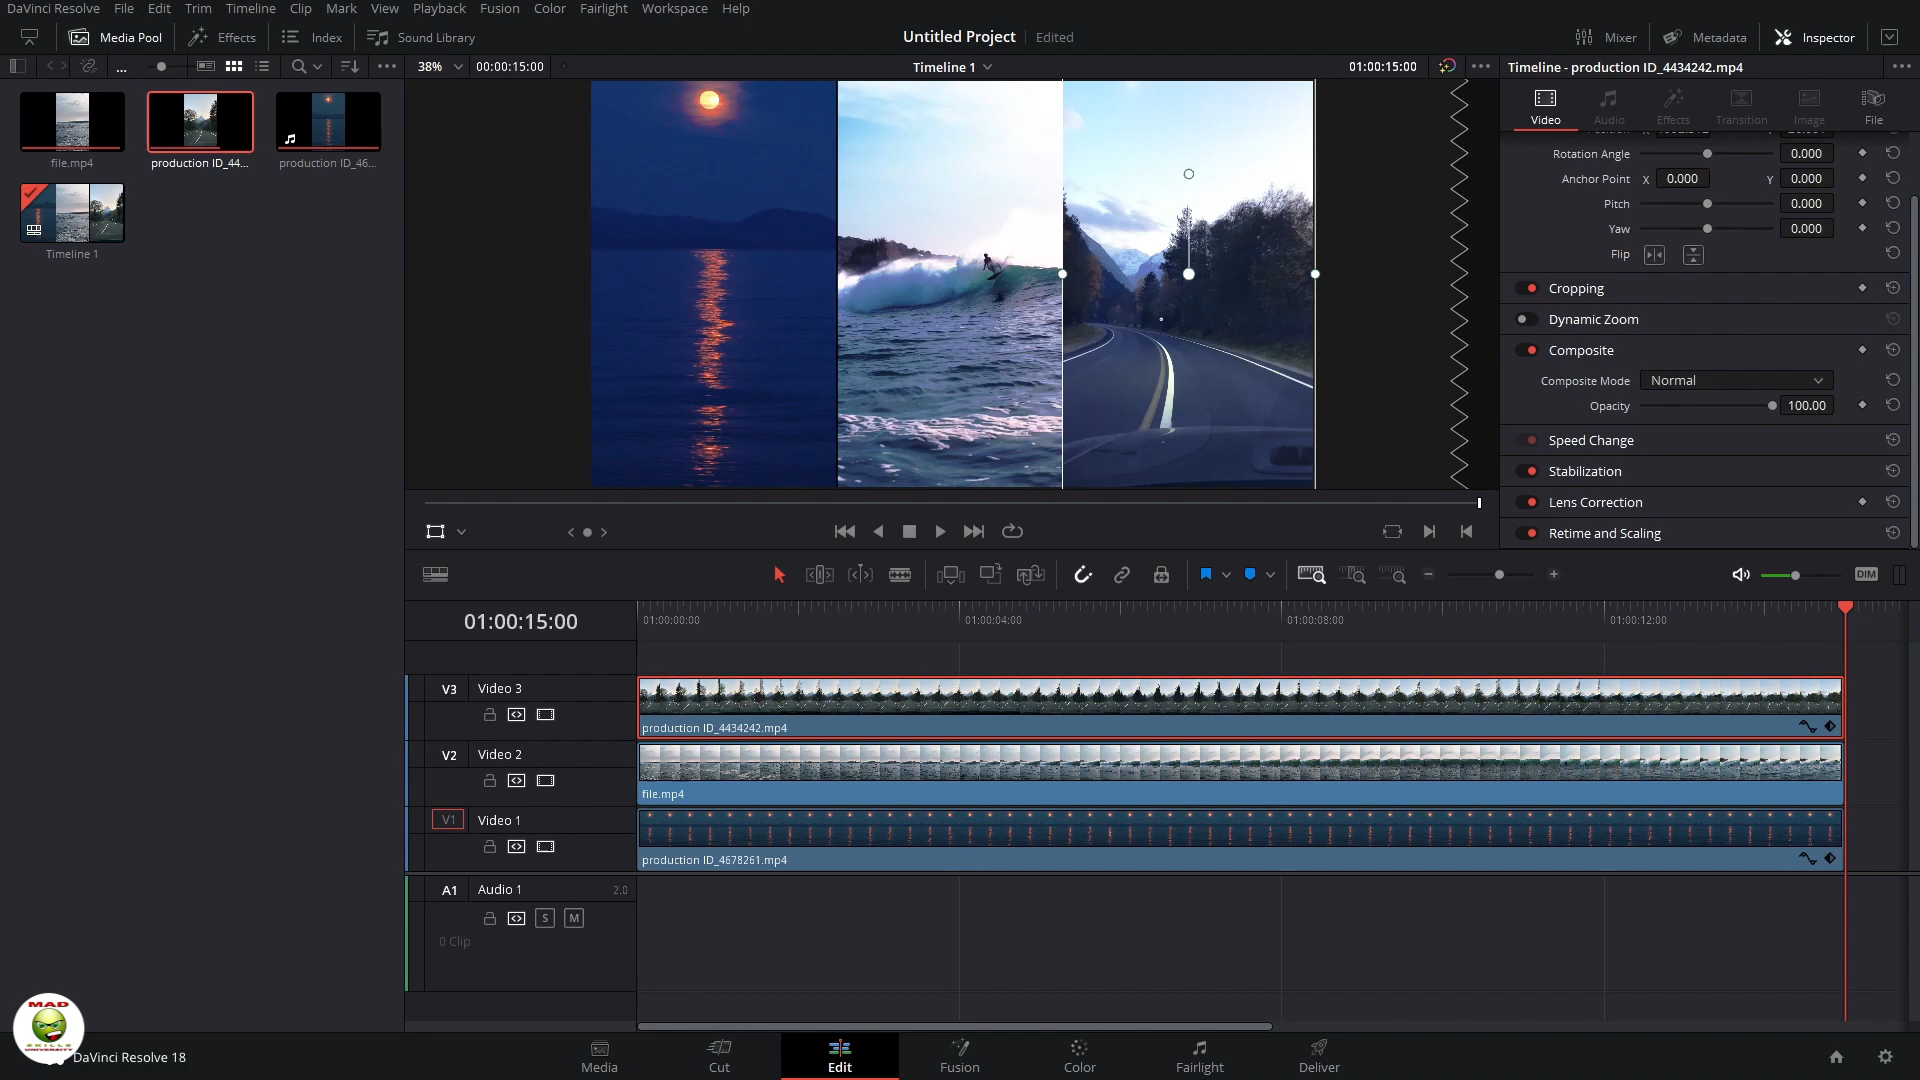 DaVinci Resolve File Edit Trim Timeline Clip Mark View Playback Fusion Color Fairlight Workspace Help
Media Pool Effects Index Sound Library
Untitled Project Edited
Mixer Metadata Inspector
...
38% 00:00:15:00
Timeline 1
01:00:15:00
Timeline - production ID_4434242.mp4
file.mp4
production ID_44...
production ID_46...
Timeline 1
Video Audio Effects Transition Image File
Rotation Angle 0.000
Anchor Point X 0.000 Y 0.000
Pitch 0.000
Yaw 0.000
Flip
Cropping
Dynamic Zoom
Composite
Composite Mode Normal
Opacity 100.00
Speed Change
Stabilization
Lens Correction
Retime and Scaling
DIM
01:00:15:00
01:00:00:00 01:00:04:00 01:00:08:00 01:00:12:00
V3 Video 3
production ID_4434242.mp4
V2 Video 2
file.mp4
V1 Video 1
production ID_4678261.mp4
A1 Audio 1 2.0
S M
0 Clip
MAD
SKILLS
UNIVERSITY
DaVinci Resolve 18
Media Cut Edit Fusion Color Fairlight Deliver